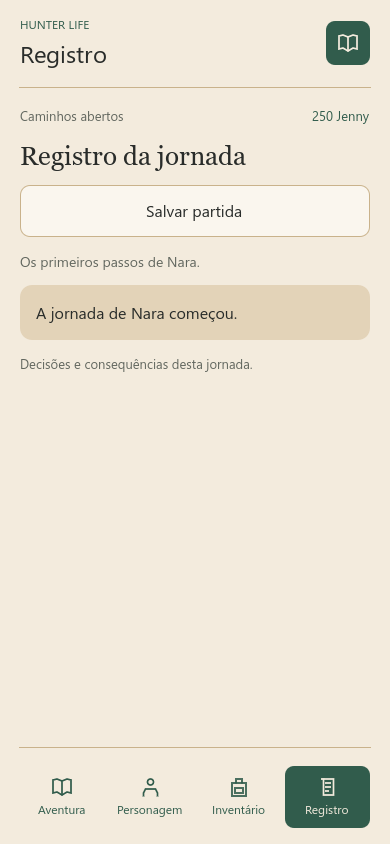 HUNTER LIFE
Registro
Caminhos abertos
250 Jenny
Registro da jornada
Salvar partida
Os primeiros passos de Nara.
A jornada de Nara começou.
Decisões e consequências desta jornada.
Aventura
Personagem
Inventário
Registro